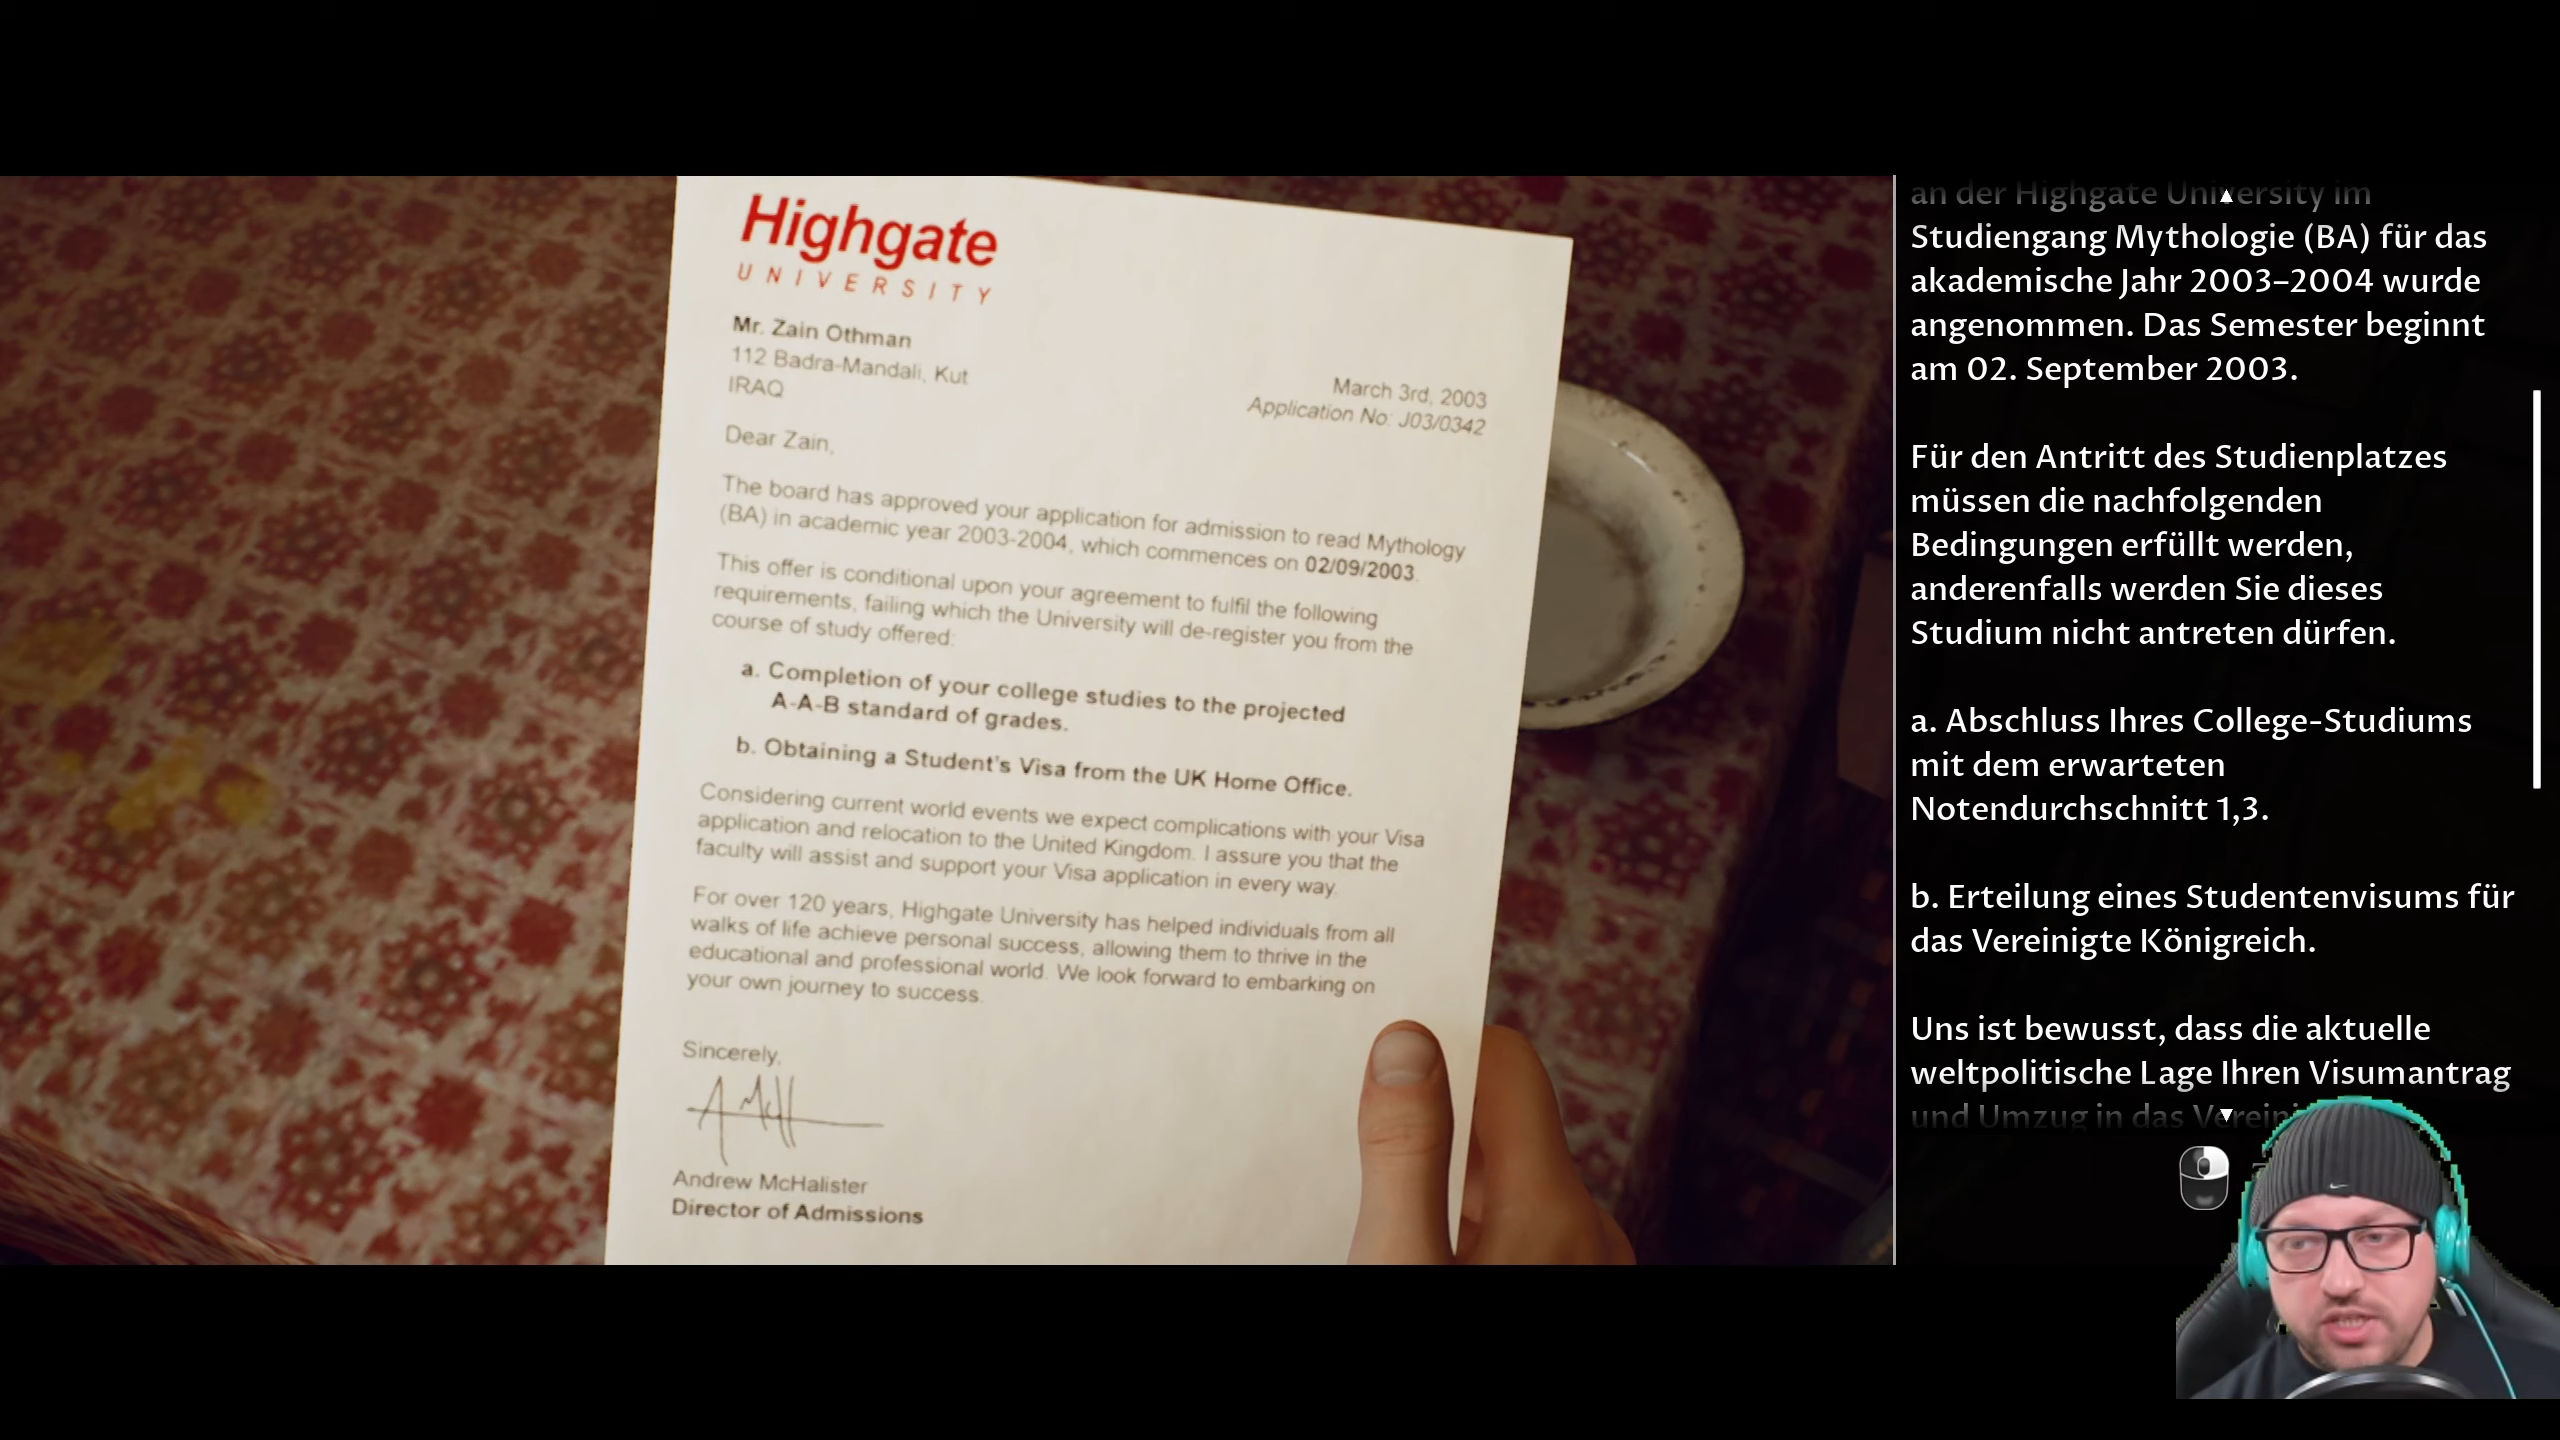 Highgate
UNIVERSITY
Mr. Zain Othman
112 Badra-Mandali, Kut
IRAQ
March 3rd, 2003
Application No: J03/0342
Dear Zain,
The board has approved your application for admission to read Mythology
(BA) in academic year 2003-2004, which commences on 02/09/2003.
This offer is conditional upon your agreement to fulfil the following
requirements, failing which the University will de-register you from the
course of study offered:
a. Completion of your college studies to the projected
A-A-B standard of grades.
b. Obtaining a Student's Visa from the UK Home Office.
Considering current world events we expect complications with your Visa
application and relocation to the United Kingdom. I assure you that the
faculty will assist and support your Visa application in every way.
For over 120 years, Highgate University has helped individuals from all
walks of life achieve personal success, allowing them to thrive in the
educational and professional world. We look forward to embarking on
your own journey to success.
Sincerely,
Andrew McHalister
Director of Admissions
an der Highgate University im
Studiengang Mythologie (BA) für das
akademische Jahr 2003–2004 wurde
angenommen. Das Semester beginnt
am 02. September 2003.
Für den Antritt des Studienplatzes
müssen die nachfolgenden
Bedingungen erfüllt werden,
anderenfalls werden Sie dieses
Studium nicht antreten dürfen.
a. Abschluss Ihres College-Studiums
mit dem erwarteten
Notendurchschnitt 1,3.
b. Erteilung eines Studentenvisums für
das Vereinigte Königreich.
Uns ist bewusst, dass die aktuelle
weltpolitische Lage Ihren Visumantrag
und Umzug in das